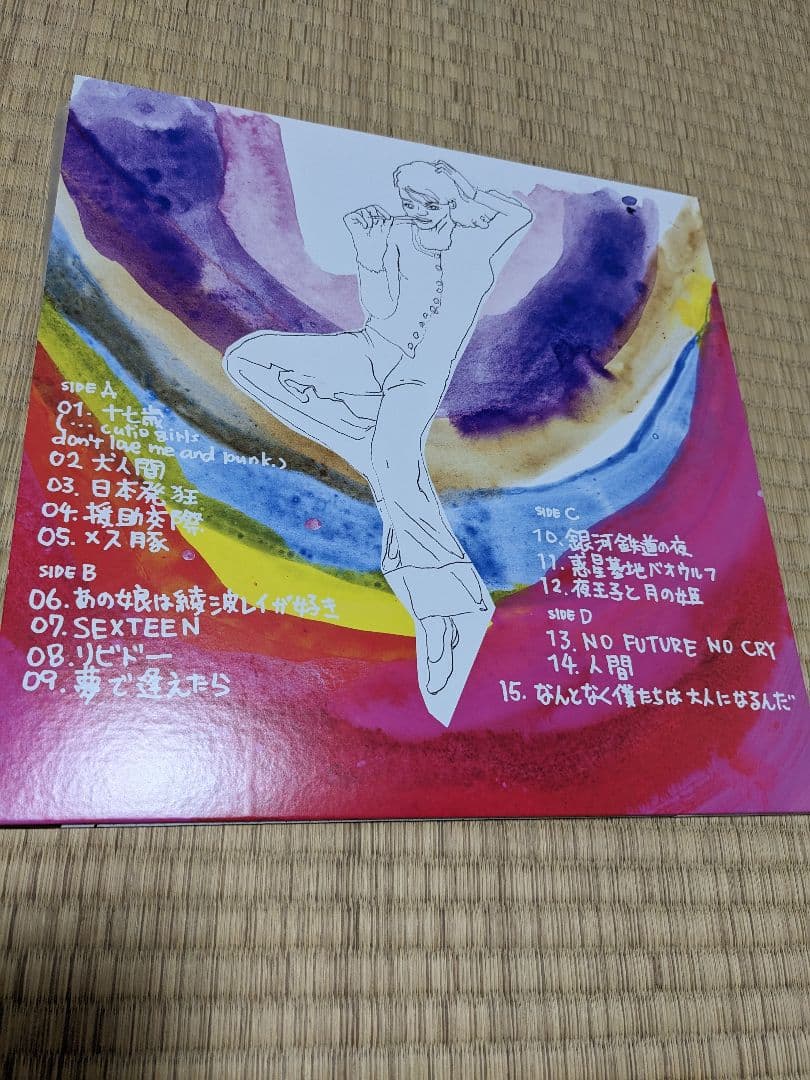 SIDE A
01. 十七歳
(... cutie girls
don't love me and punk.)
02 犬人間
03. 日本発狂
04. 援助交際
05. メス豚
SIDE B
06. あの娘は綾波レイが好き
07. SEXTEEN
08. リビドー
09. 夢で逢えたら
SIDE C
10. 銀河鉄道の夜
11. 惑星基地ベオウルフ
12. 夜王子と月の姫
SIDE D
13. NO FUTURE NO CRY
14. 人間
15. なんとなく僕たちは大人になるんだ